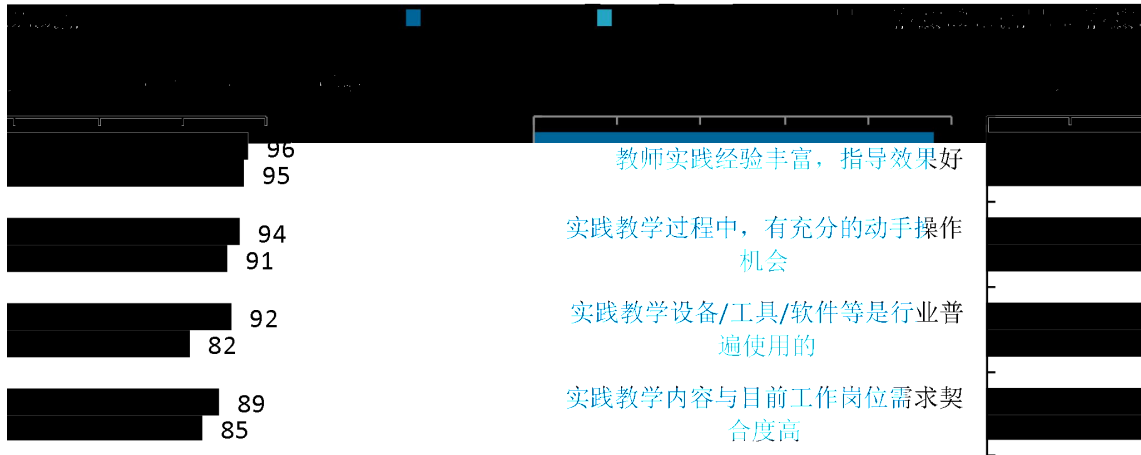 96
教师实践经验丰富，指导效果好
95
实践教学过程中，有充分的动手操作
94
机会
91
实践教学设备/工具/软件等是行业普
92
遍使用的
82
实践教学内容与目前工作岗位需求契
89
合度高
85